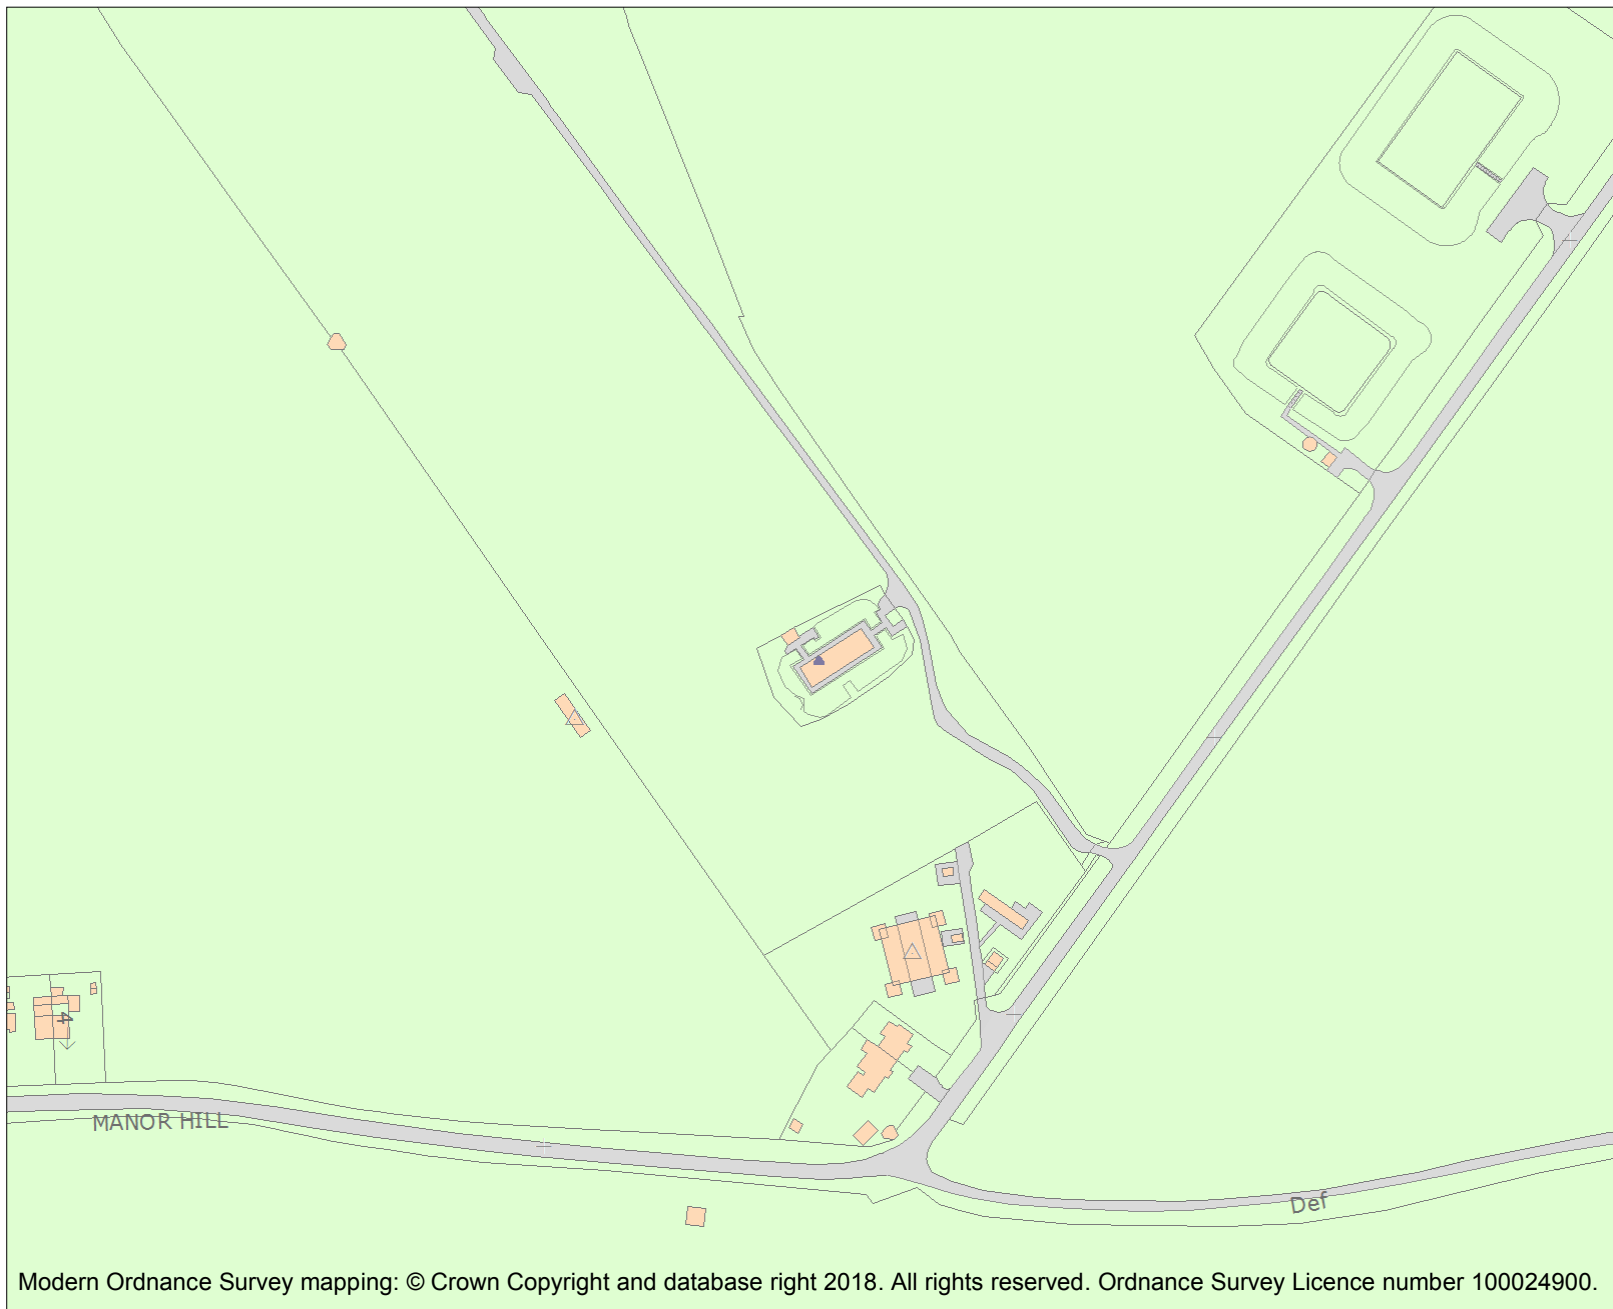 4
MANOR HILL
Def
Modern Ordnance Survey mapping: © Crown Copyright and database right 2018. All rights reserved. Ordnance Survey Licence number 100024900.